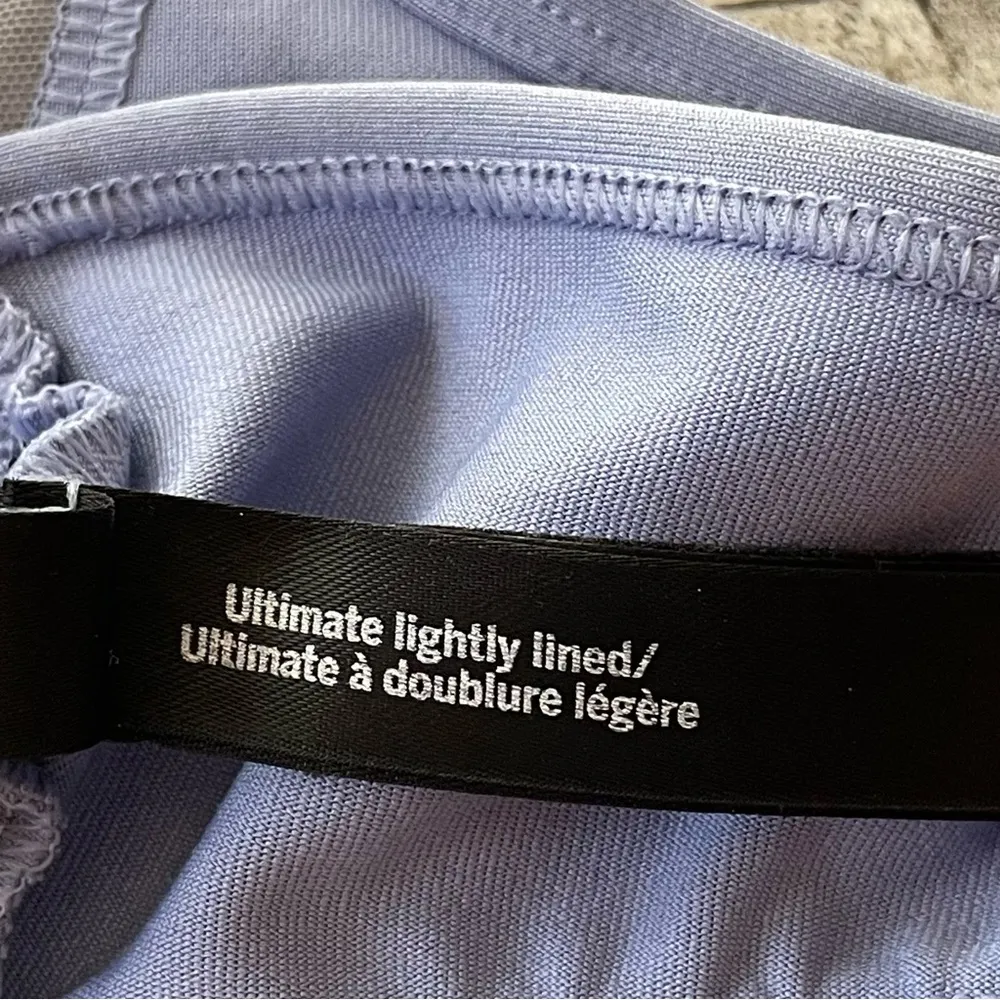 Ultimate lightly lined/
Ultimate à doublure légère